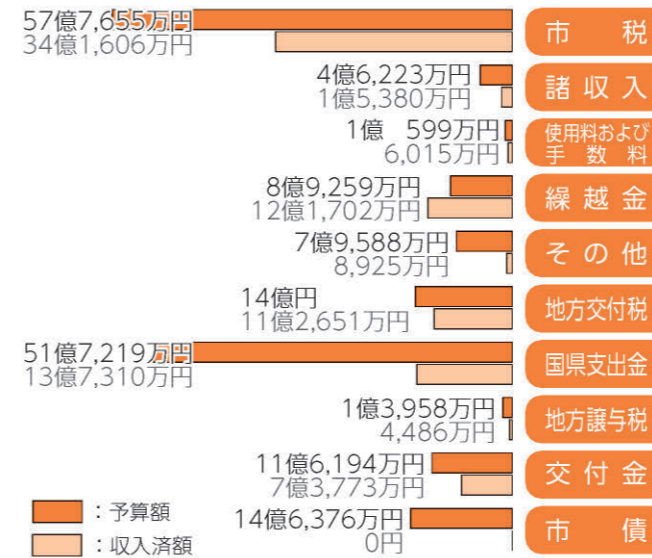 57億7,655万円
34億1,606万円
市　税
4億6,223万円
1億5,380万円
諸収入
1億　599万円
6,015万円
使用料および
手数料
8億9,259万円
12億1,702万円
繰越金
7億9,588万円
8,925万円
その他
14億円
11億2,651万円
地方交付税
51億7,219万円
13億7,310万円
国県支出金
1億3,958万円
4,486万円
地方譲与税
11億6,194万円
7億3,773万円
交付金
14億6,376万円
0円
市　債
：予算額
：収入済額